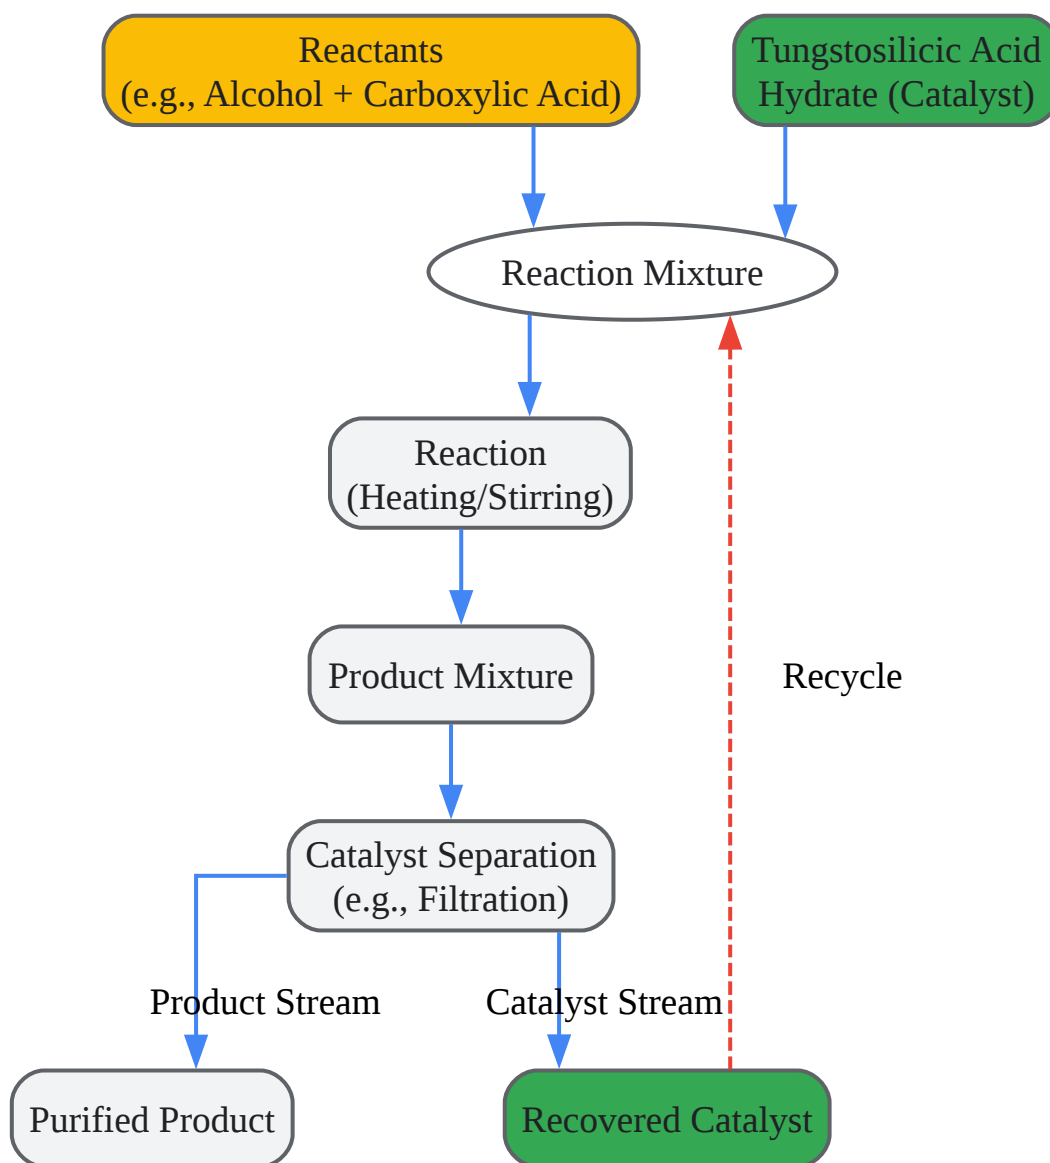 Reactants
(e.g., Alcohol + Carboxylic Acid)
Tungstosilicic Acid
Hydrate (Catalyst)
Reaction Mixture
Reaction
(Heating/Stirring)
Product Mixture
Recycle
Catalyst Separation
(e.g., Filtration)
Product Stream
Catalyst Stream
Purified Product
Recovered Catalyst